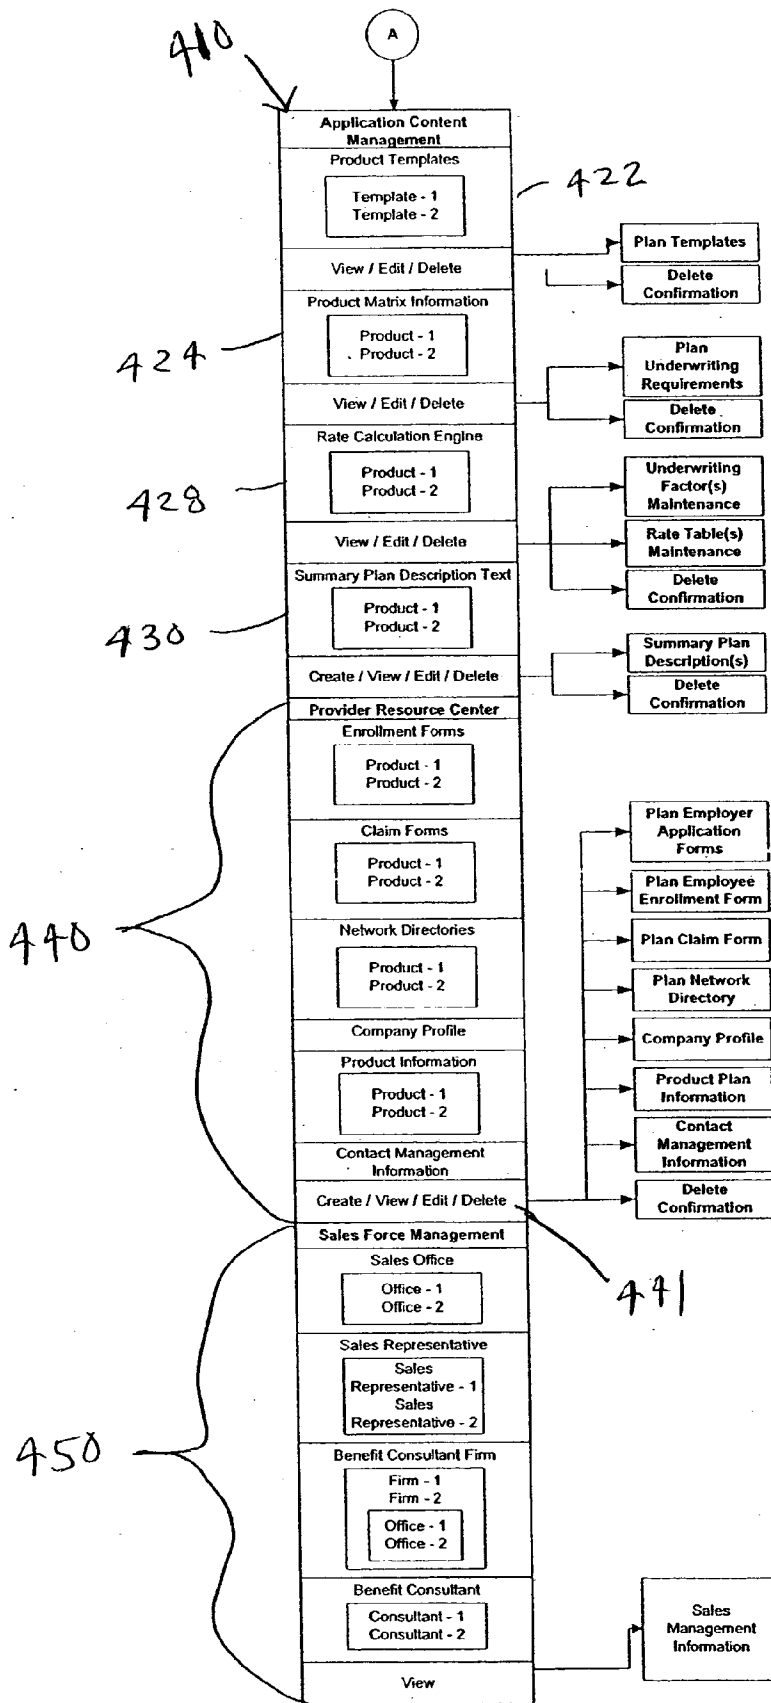 A
410
Application Content
Management
Product Templates
Template - 1
Template - 2
422
View / Edit / Delete
Plan Templates
Delete
Confirmation
Product Matrix Information
Product - 1
Product - 2
424
View / Edit / Delete
Plan
Underwriting
Requirements
Delete
Confirmation
Rate Calculation Engine
Product - 1
Product - 2
428
View / Edit / Delete
Underwriting
Factor(s)
Maintenance
Rate Table(s)
Maintenance
Delete
Confirmation
Summary Plan Description Text
Product - 1
Product - 2
430
Create / View / Edit / Delete
Summary Plan
Description(s)
Delete
Confirmation
Provider Resource Center
Enrollment Forms
Product - 1
Product - 2
Claim Forms
Product - 1
Product - 2
440
Network Directories
Product - 1
Product - 2
Company Profile
Product Information
Product - 1
Product - 2
Contact Management
Information
Create / View / Edit / Delete
Plan Employer
Application
Forms
Plan Employee
Enrollment Form
Plan Claim Form
Plan Network
Directory
Company Profile
Product Plan
Information
Contact
Management
Information
Delete
Confirmation
441
Sales Force Management
Sales Office
Office - 1
Office - 2
Sales Representative
Sales
Representative - 1
Sales
Representative - 2
450
Benefit Consultant Firm
Firm - 1
Firm - 2
Office - 1
Office - 2
Benefit Consultant
Consultant - 1
Consultant - 2
View
Sales
Management
Information